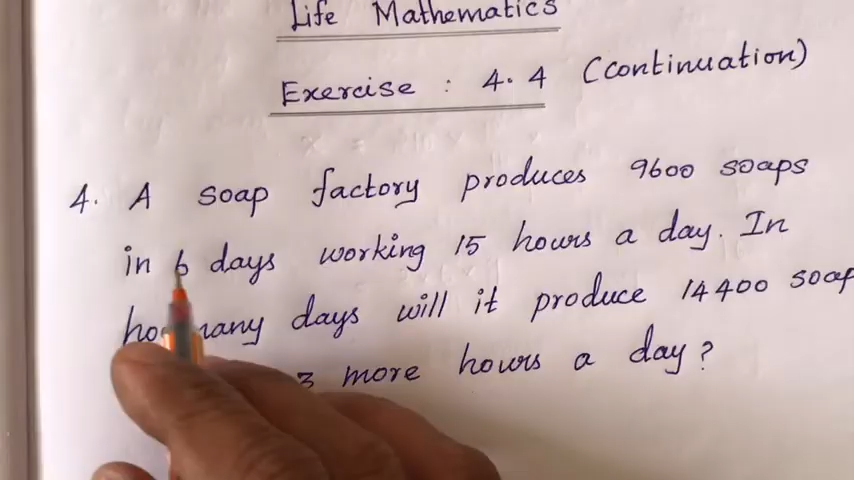 Life Mathematics
Exercise : 4.4 (continuation)
4. A soap factory produces 9600 soaps
in 6 days working 15 hours a day. In
days will it produce 14400 soap
3 more hours a day?